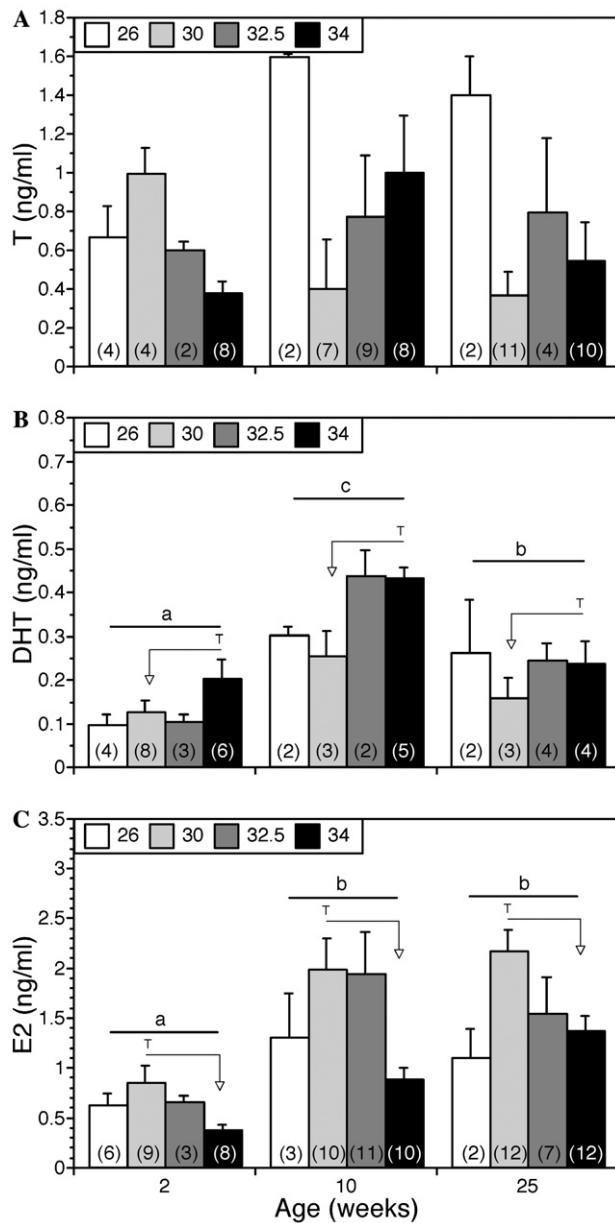 A
26 30 32.5 34
1.8
1.6
1.4
1.2
1
0.8
0.6
0.4
0.2
0
T (ng/ml)
(4) (4) (2) (8) (2) (7) (9) (8) (2) (11) (4) (10)
B
26 30 32.5 34
0.8
0.7
0.6
0.5
0.4
0.3
0.2
0.1
0
DHT (ng/ml)
a c b
T T T
(4) (8) (3) (6) (2) (3) (2) (5) (2) (3) (4) (4)
C
26 30 32.5 34
3.5
3
2.5
2
1.5
1
0.5
0
E2 (ng/ml)
a b b
T T T
(6) (9) (3) (8) (3) (10) (11) (10) (2) (12) (7) (12)
2 10 25
Age (weeks)